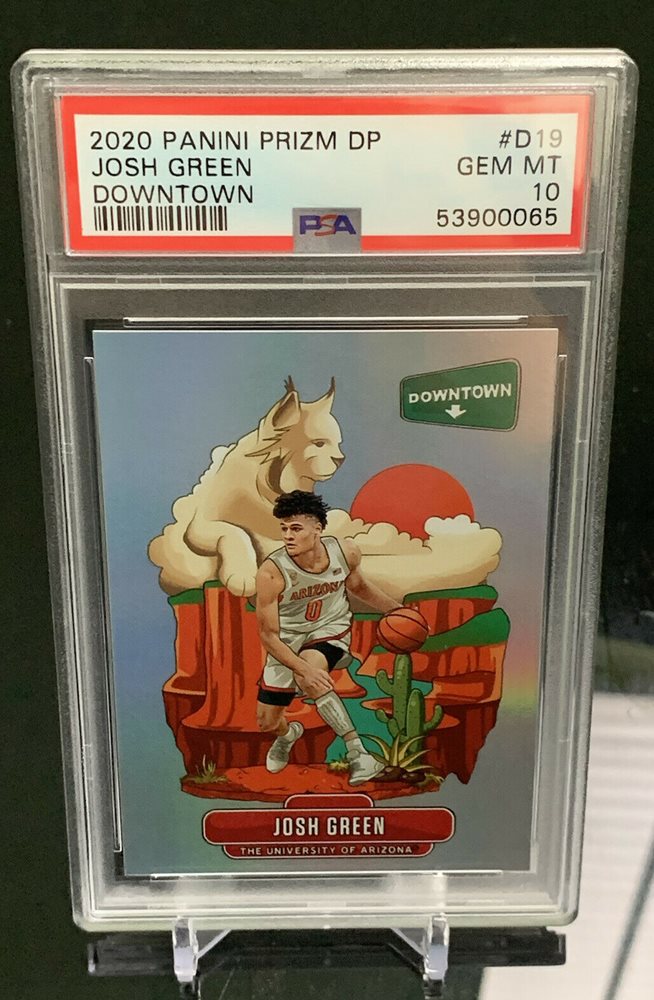 2020 PANINI PRIZM DP #D19
JOSH GREEN GEM MT
DOWNTOWN 10
PSA 53900065
DOWNTOWN
ARIZONA
0
JOSH GREEN
THE UNIVERSITY OF ARIZONA